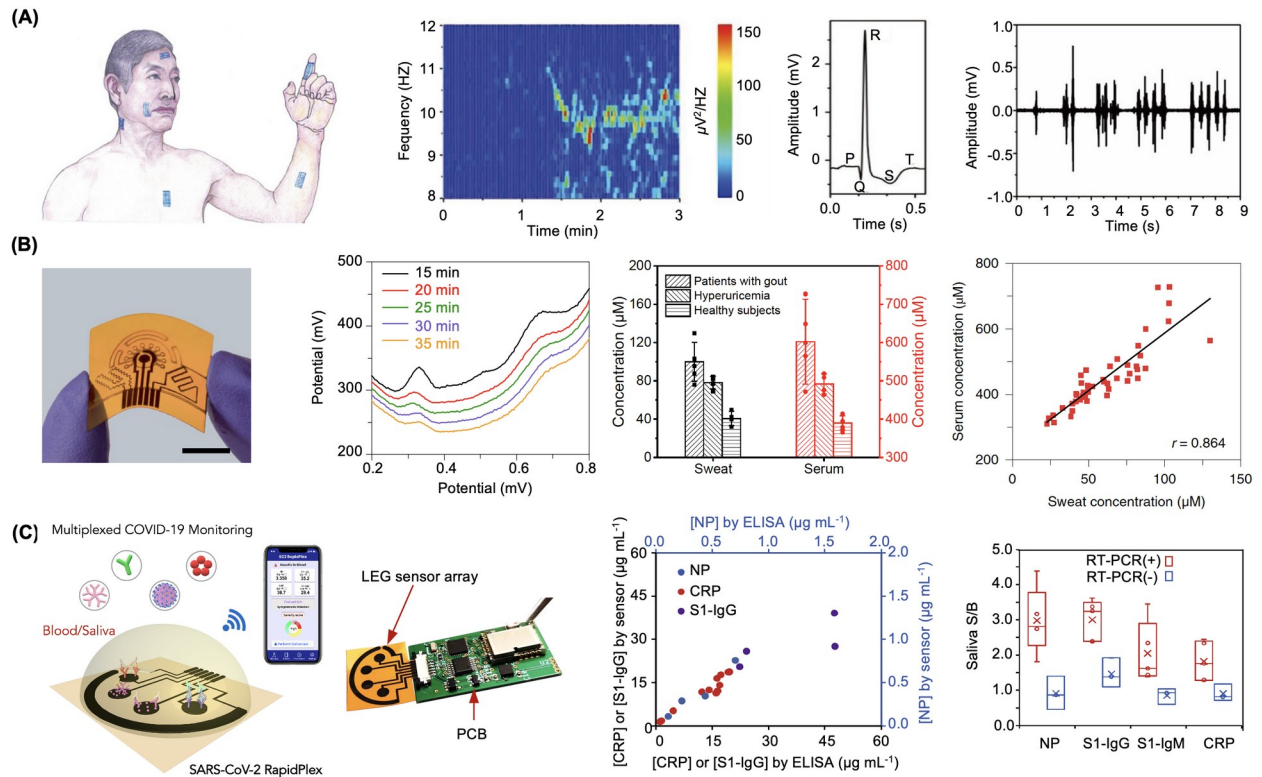 (A)
12
11
10
9
8
Frequency (HZ)
0
1
2
3
Time (min)
150
100
50
0
μV²/HZ
2
1
0
Amplitude (mV)
R
P
Q
S
T
0.0
0.5
Time (s)
1.0
0.5
0.0
-0.5
-1.0
Amplitude (mV)
0 1 2 3 4 5 6 7 8 9
Time (s)
(B)
500
400
300
200
Potential (mV)
15 min
20 min
25 min
30 min
35 min
0.2
0.4
0.6
0.8
Potential (mV)
200
160
120
80
40
0
Concentration (μM)
Patients with gout
Hyperuricemia
Healthy subjects
Sweat
Serum
800
700
600
500
400
300
Concentration (μM)
800
600
400
200
Serum concentration (μM)
r = 0.864
0
50
100
150
Sweat concentration (μM)
(C)
Multiplexed COVID-19 Monitoring
Blood/Saliva
SARS-CoV-2 RapidPlex
LEG sensor array
PCB
[NP] by ELISA (μg mL⁻¹)
0.0 0.4 0.8 1.2 1.6 2.0
60
45
30
15
0
[CRP] or [S1-IgG] by sensor (μg mL⁻¹)
NP
CRP
S1-IgG
2.0
1.5
1.0
0.5
0.0
[NP] by sensor (μg mL⁻¹)
0 15 30 45 60
[CRP] or [S1-IgG] by ELISA (μg mL⁻¹)
5.0
4.0
3.0
2.0
1.0
0.0
Saliva S/B
RT-PCR(+)
RT-PCR(-)
NP
S1-IgG
S1-IgM
CRP